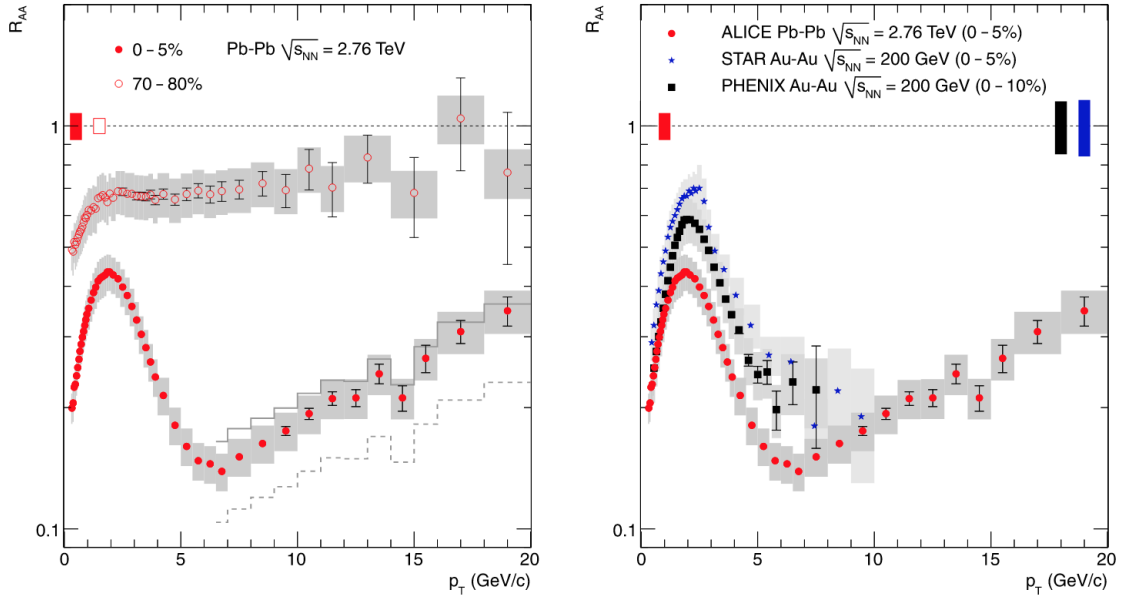 R_AA
0 – 5% Pb-Pb √s_NN = 2.76 TeV
70 – 80%
1
0.1
0 5 10 15 20
p_T (GeV/c)
R_AA
ALICE Pb-Pb √s_NN = 2.76 TeV (0 – 5%)
STAR Au-Au √s_NN = 200 GeV (0 – 5%)
PHENIX Au-Au √s_NN = 200 GeV (0 – 10%)
1
0.1
0 5 10 15 20
p_T (GeV/c)